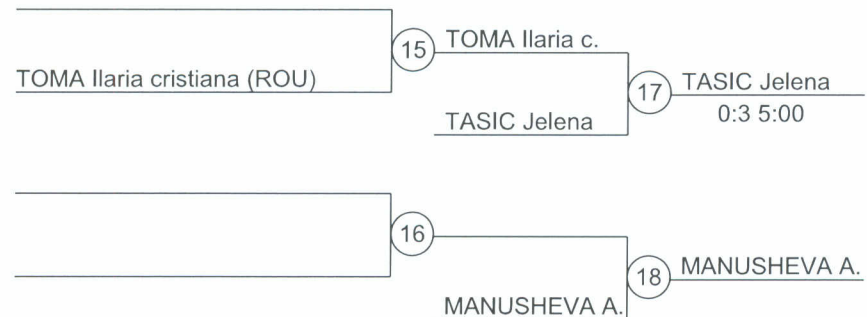 15 TOMA Ilaria c.
TOMA Ilaria cristiana (ROU)
17 TASIC Jelena
TASIC Jelena
0:3 5:00
16
18 MANUSHEVA A.
MANUSHEVA A.